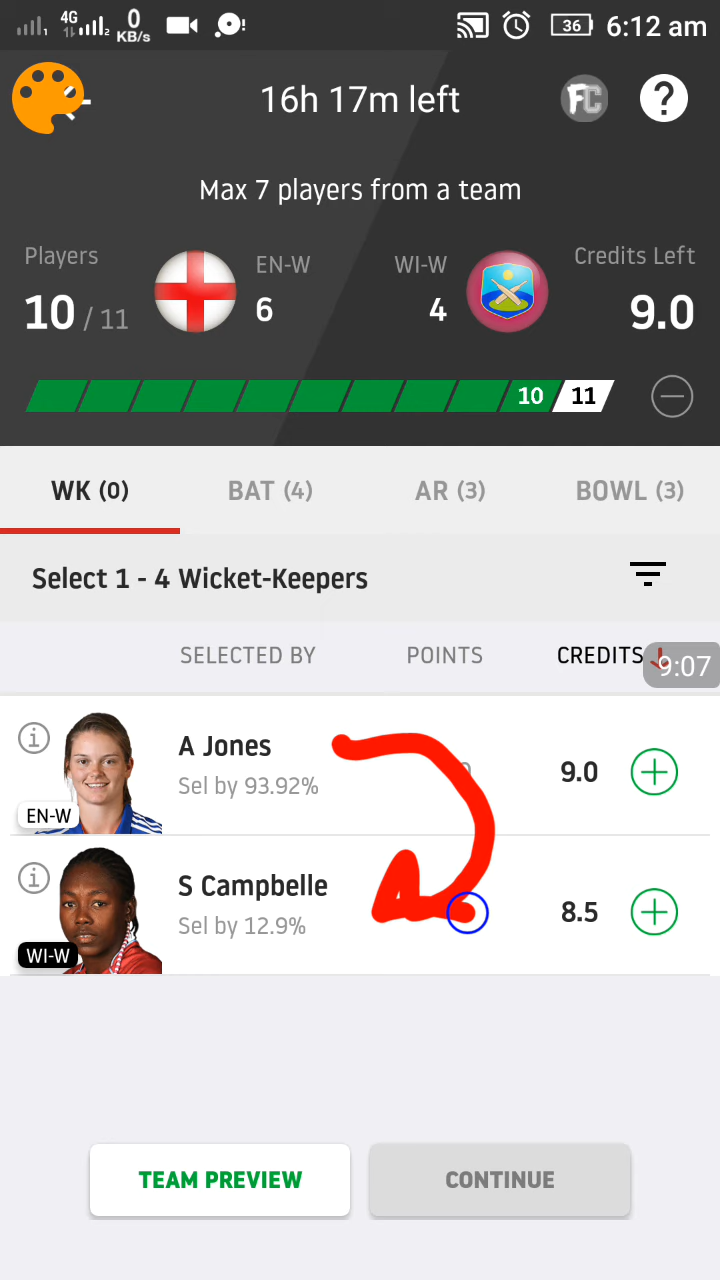 4G 1 2 0 KB/s 36 6:12 am
16h 17m left FC ?
Max 7 players from a team
Players EN-W WI-W Credits Left
10 / 11 6 4 9.0
10 11
WK (0) BAT (4) AR (3) BOWL (3)
Select 1 - 4 Wicket-Keepers
SELECTED BY POINTS CREDITS 9:07
A Jones
Sel by 93.92% 9.0
EN-W
S Campbelle
Sel by 12.9% 8.5
WI-W
TEAM PREVIEW CONTINUE